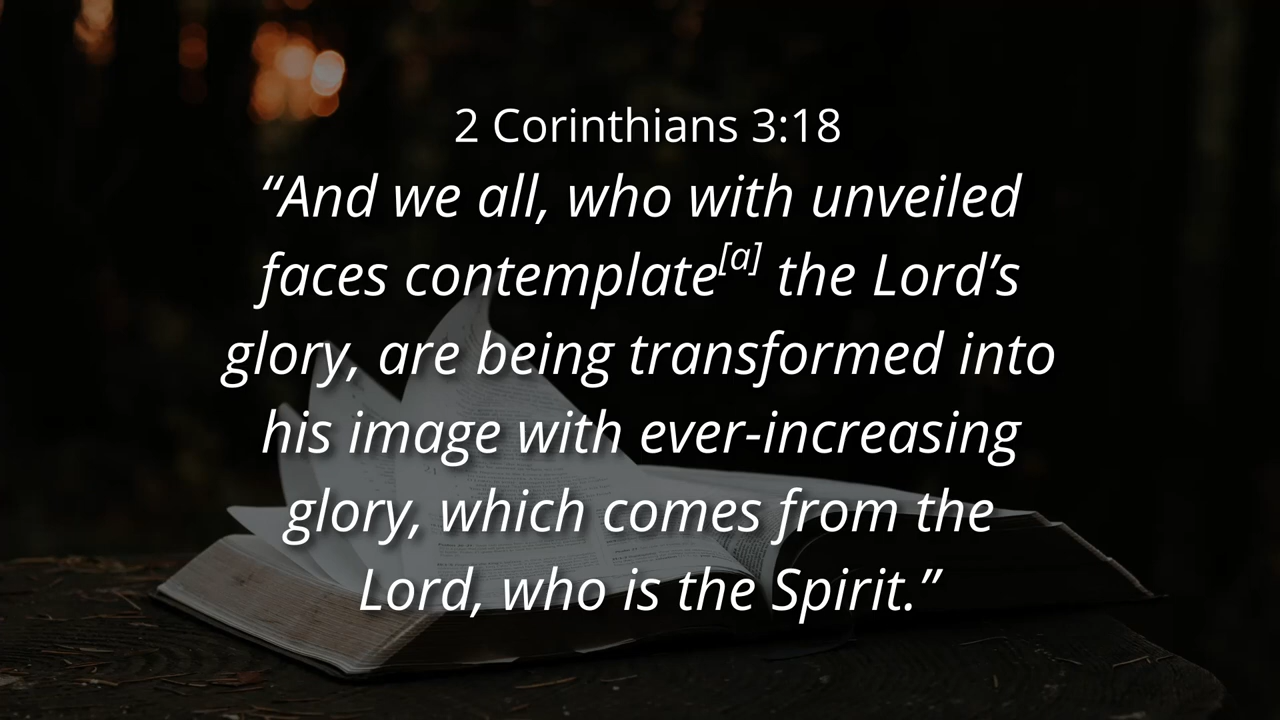 2 Corinthians 3:18
“And we all, who with unveiled
faces contemplate[a] the Lord’s
glory, are being transformed into
his image with ever-increasing
glory, which comes from the
Lord, who is the Spirit.”